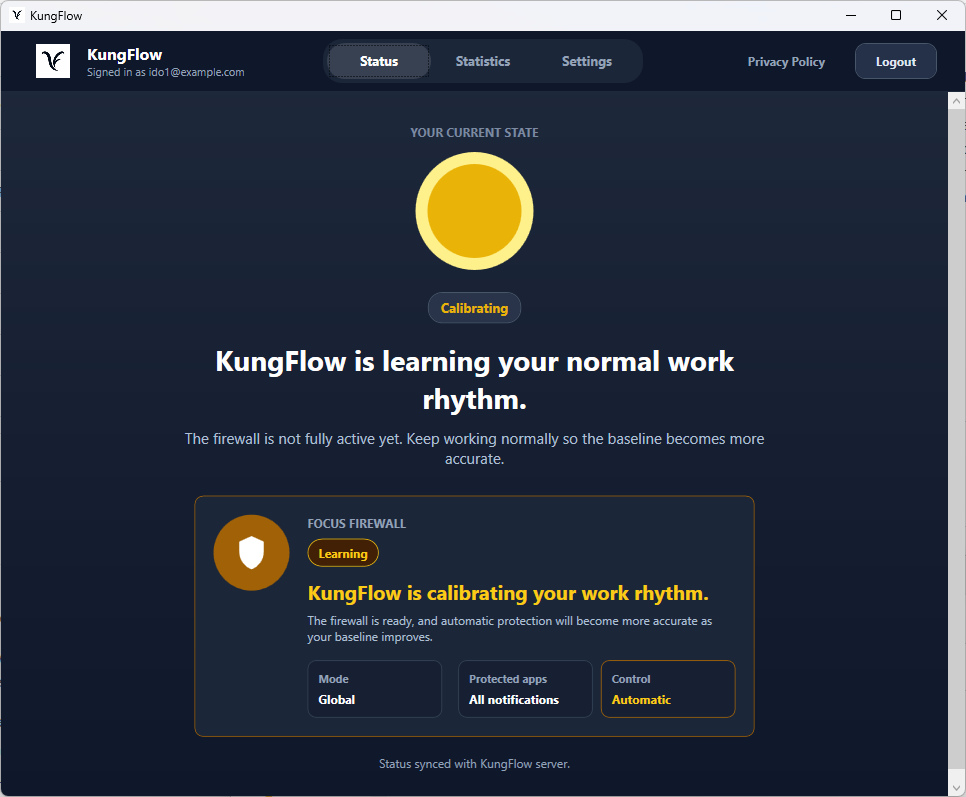 KungFlow
KungFlow
Signed in as ido1@example.com
Status
Statistics
Settings
Privacy Policy
Logout
YOUR CURRENT STATE
Calibrating
KungFlow is learning your normal work
rhythm.
The firewall is not fully active yet. Keep working normally so the baseline becomes more
accurate.
FOCUS FIREWALL
Learning
KungFlow is calibrating your work rhythm.
The firewall is ready, and automatic protection will become more accurate as
your baseline improves.
Mode
Global
Protected apps
All notifications
Control
Automatic
Status synced with KungFlow server.